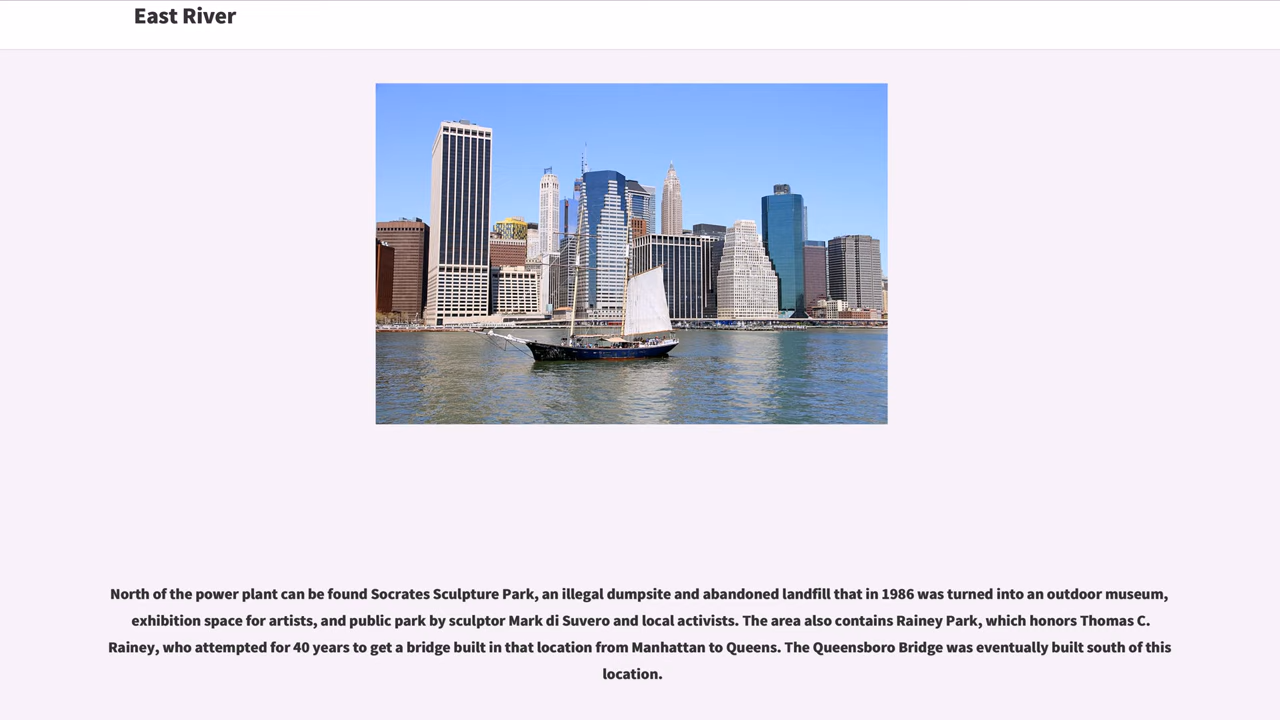 East River
North of the power plant can be found Socrates Sculpture Park, an illegal dumpsite and abandoned landfill that in 1986 was turned into an outdoor museum,
exhibition space for artists, and public park by sculptor Mark di Suvero and local activists. The area also contains Rainey Park, which honors Thomas C.
Rainey, who attempted for 40 years to get a bridge built in that location from Manhattan to Queens. The Queensboro Bridge was eventually built south of this
location.